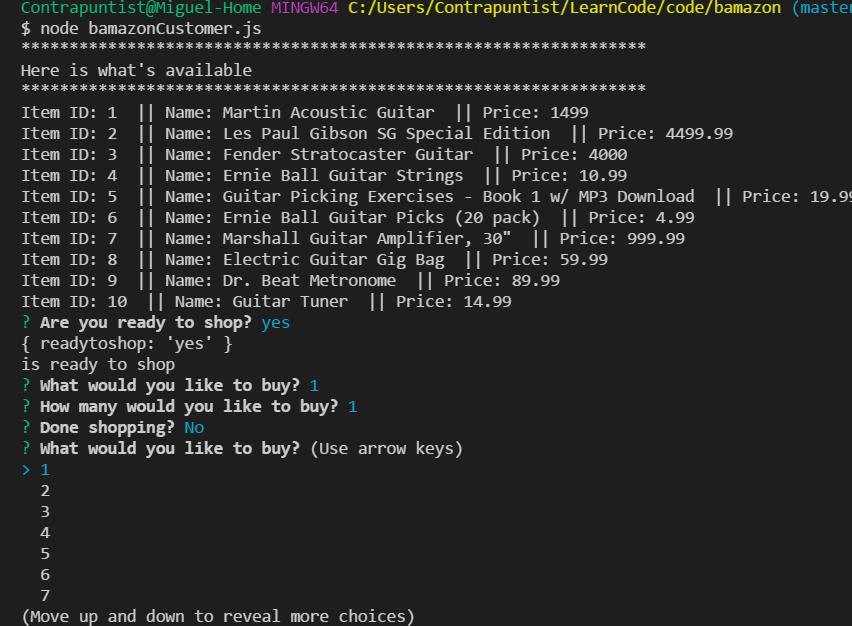 Contrapuntist@Miguel-Home MINGW64 C:/Users/Contrapuntist/LearnCode/code/bamazon (master
$ node bamazonCustomer.js
*****************************************************************
Here is what's available
*****************************************************************
Item ID: 1  || Name: Martin Acoustic Guitar  || Price: 1499
Item ID: 2  || Name: Les Paul Gibson SG Special Edition  || Price: 4499.99
Item ID: 3  || Name: Fender Stratocaster Guitar  || Price: 4000
Item ID: 4  || Name: Ernie Ball Guitar Strings  || Price: 10.99
Item ID: 5  || Name: Guitar Picking Exercises - Book 1 w/ MP3 Download  || Price: 19.99
Item ID: 6  || Name: Ernie Ball Guitar Picks (20 pack)  || Price: 4.99
Item ID: 7  || Name: Marshall Guitar Amplifier, 30"  || Price: 999.99
Item ID: 8  || Name: Electric Guitar Gig Bag  || Price: 59.99
Item ID: 9  || Name: Dr. Beat Metronome  || Price: 89.99
Item ID: 10  || Name: Guitar Tuner  || Price: 14.99
? Are you ready to shop? yes
{ readytoshop: 'yes' }
is ready to shop
? What would you like to buy? 1
? How many would you like to buy? 1
? Done shopping? No
? What would you like to buy? (Use arrow keys)
> 1
  2
  3
  4
  5
  6
  7
(Move up and down to reveal more choices)